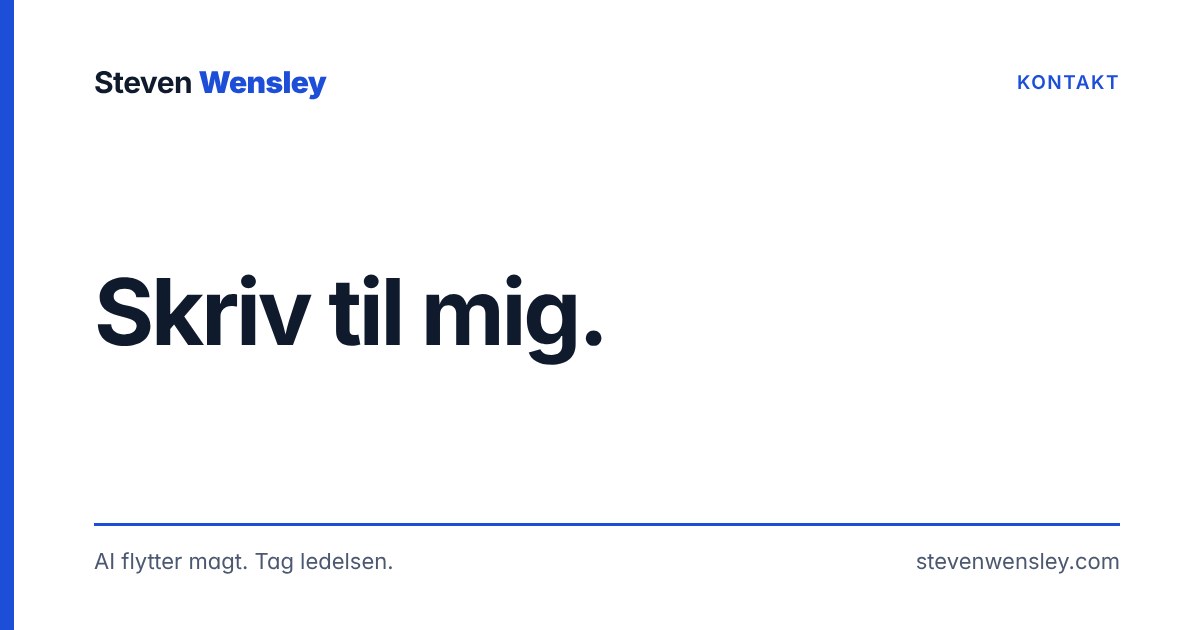 Steven Wensley
KONTAKT
Skriv til mig.
AI flytter magt. Tag ledelsen.
stevenwensley.com